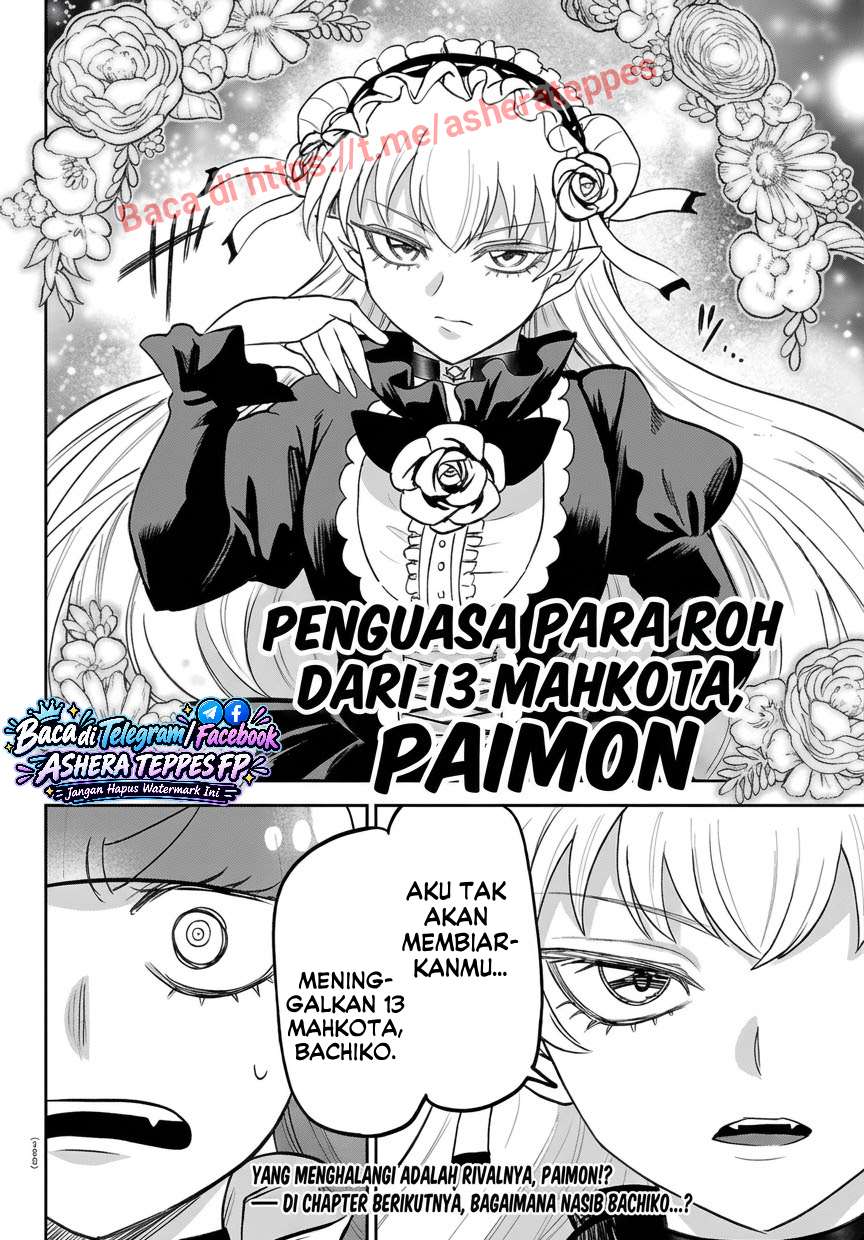 Baca di https://t.me/asherateppes
PENGUASA PARA ROH
DARI 13 MAHKOTA,
PAIMON
Baca di Telegram/Facebook
ASHERA TEPPES FP
Jangan Hapus Watermark Ini
AKU TAK
AKAN
MEMBIAR-
KANMU...
MENING-
GALKAN 13
MAHKOTA,
BACHIKO.
YANG MENGHALANGI ADALAH RIVALNYA, PAIMON!?
— DI CHAPTER BERIKUTNYA, BAGAIMANA NASIB BACHIKO...?